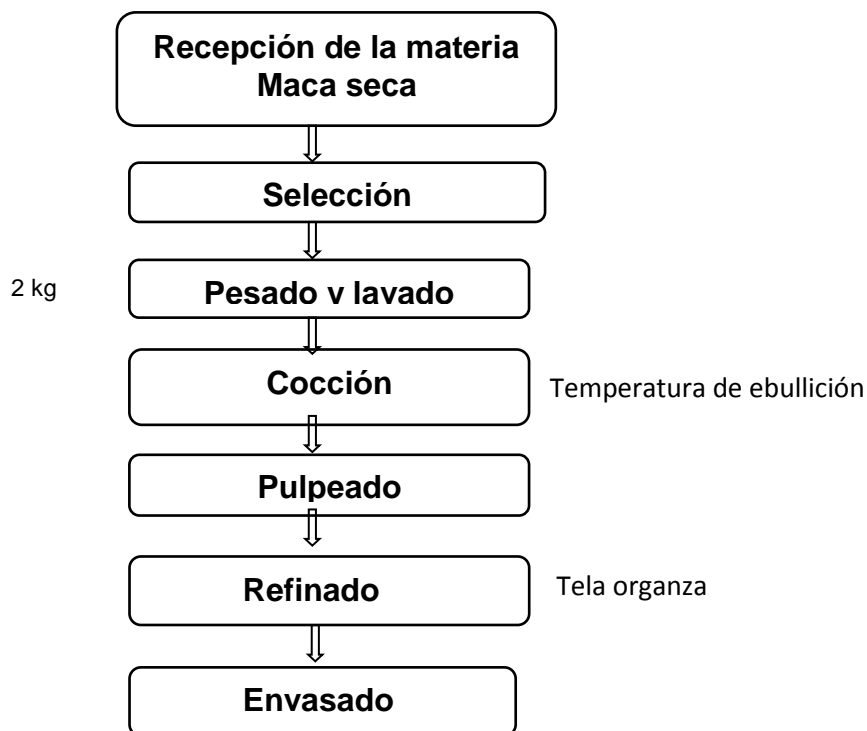 Recepción de la materia
Maca seca
Selección
2 kg
Pesado v lavado
Cocción
Temperatura de ebullición
Pulpeado
Refinado
Tela organza
Envasado